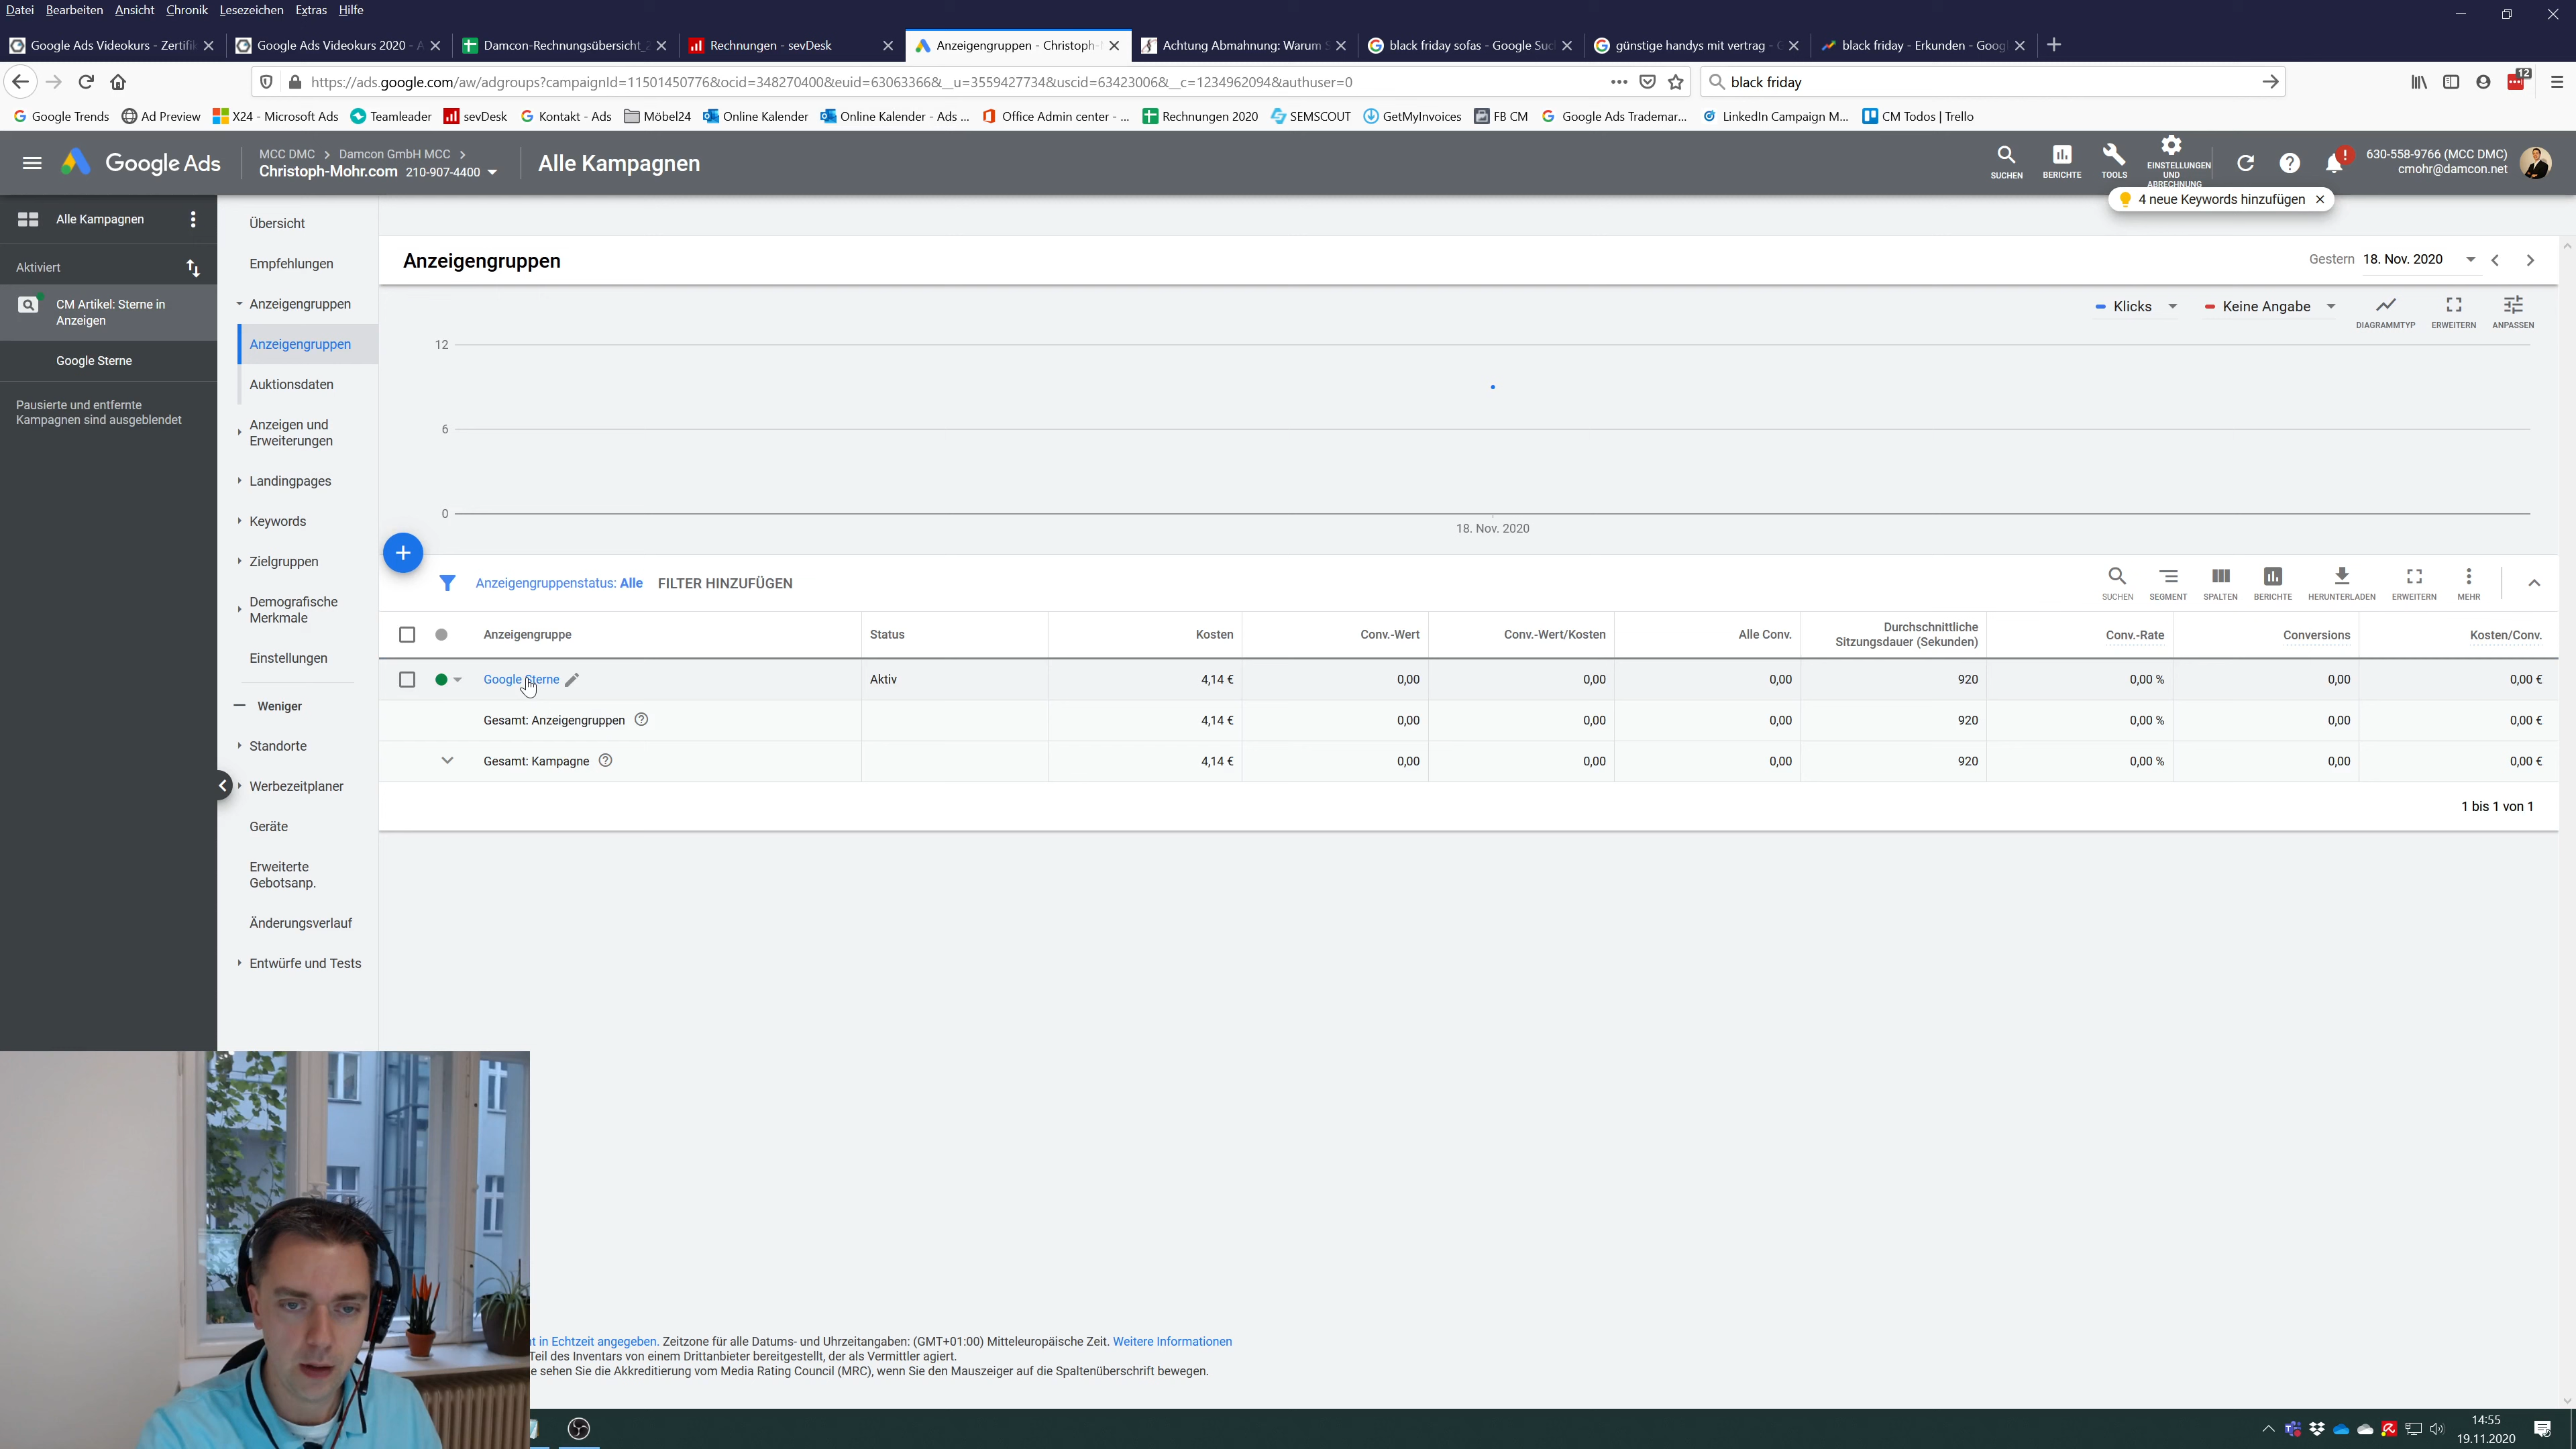 Datei Bearbeiten Ansicht Chronik Lesezeichen Extras Hilfe
Google Ads Videokurs - Zertifi
Google Ads Videokurs 2020 - A
Damcon-Rechnungsübersicht_2
Rechnungen - sevDesk
Anzeigengruppen - Christoph-
Achtung Abmahnung: Warum S
black friday sofas - Google Suc
günstige handys mit vertrag -
black friday - Erkunden - Goog
https://ads.google.com/aw/adgroups?campaignId=11501450776&ocid=348270400&euid=63063366&__u=3559427734&uscid=63423006&__c=1234962094&authuser=0
black friday
12
Google Trends Ad Preview X24 - Microsoft Ads Teamleader sevDesk Kontakt - Ads Möbel24 Online Kalender Online Kalender - Ads ... Office Admin center - ... Rechnungen 2020 SEMSCOUT GetMyInvoices FB CM Google Ads Trademar... LinkedIn Campaign M... CM Todos | Trello
Google Ads
MCC DMC > Damcon GmbH MCC >
Christoph-Mohr.com 210-907-4400
Alle Kampagnen
SUCHEN
BERICHTE
TOOLS
EINSTELLUNGEN
UND
ABRECHNUNG
630-558-9766 (MCC DMC)
cmohr@damcon.net
4 neue Keywords hinzufügen
Alle Kampagnen
Aktiviert
CM Artikel: Sterne in
Anzeigen
Google Sterne
Pausierte und entfernte
Kampagnen sind ausgeblendet
Übersicht
Empfehlungen
Anzeigengruppen
Anzeigengruppen
Auktionsdaten
Anzeigen und
Erweiterungen
Landingpages
Keywords
Zielgruppen
Demografische
Merkmale
Einstellungen
Weniger
Standorte
Werbezeitplaner
Geräte
Erweiterte
Gebotsanp.
Änderungsverlauf
Entwürfe und Tests
Anzeigengruppen
Gestern 18. Nov. 2020
Klicks
Keine Angabe
DIAGRAMMTYP
ERWEITERN
ANPASSEN
12
6
0
18. Nov. 2020
Anzeigengruppenstatus: Alle FILTER HINZUFÜGEN
SUCHEN SEGMENT SPALTEN BERICHTE HERUNTERLADEN ERWEITERN MEHR
Anzeigengruppe Status Kosten Conv.-Wert Conv.-Wert/Kosten Alle Conv. Durchschnittliche Sitzungsdauer (Sekunden) Conv.-Rate Conversions Kosten/Conv.
Google Sterne Aktiv 4,14 € 0,00 0,00 0,00 920 0,00 % 0,00 0,00 €
Gesamt: Anzeigengruppen 4,14 € 0,00 0,00 0,00 920 0,00 % 0,00 0,00 €
Gesamt: Kampagne 4,14 € 0,00 0,00 0,00 920 0,00 % 0,00 0,00 €
1 bis 1 von 1
in Echtzeit angegeben. Zeitzone für alle Datums- und Uhrzeitangaben: (GMT+01:00) Mitteleuropäische Zeit. Weitere Informationen
Teil des Inventars von einem Drittanbieter bereitgestellt, der als Vermittler agiert.
sehen Sie die Akkreditierung vom Media Rating Council (MRC), wenn Sie den Mauszeiger auf die Spaltenüberschrift bewegen.
14:55
19.11.2020